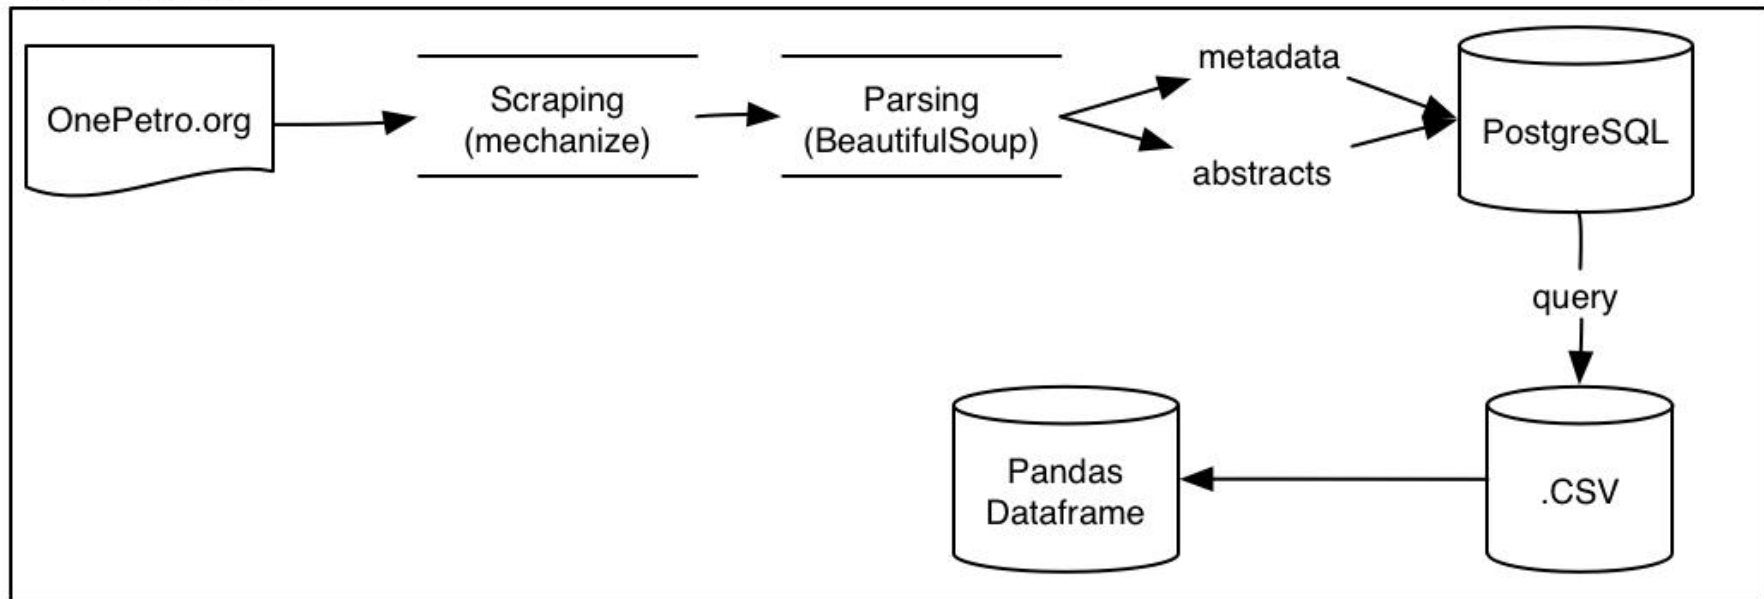 OnePetro.org
Scraping
(mechanize)
Parsing
(BeautifulSoup)
metadata
abstracts
PostgreSQL
query
.CSV
Pandas
Dataframe